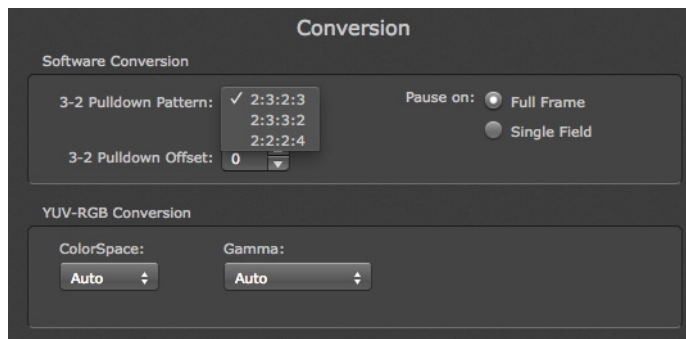 Conversion
Software Conversion
3-2 Pulldown Pattern:
✓ 2:3:2:3
2:3:3:2
2:2:2:4
Pause on:
Full Frame
Single Field
3-2 Pulldown Offset:
0
YUV-RGB Conversion
ColorSpace:
Auto
Gamma:
Auto